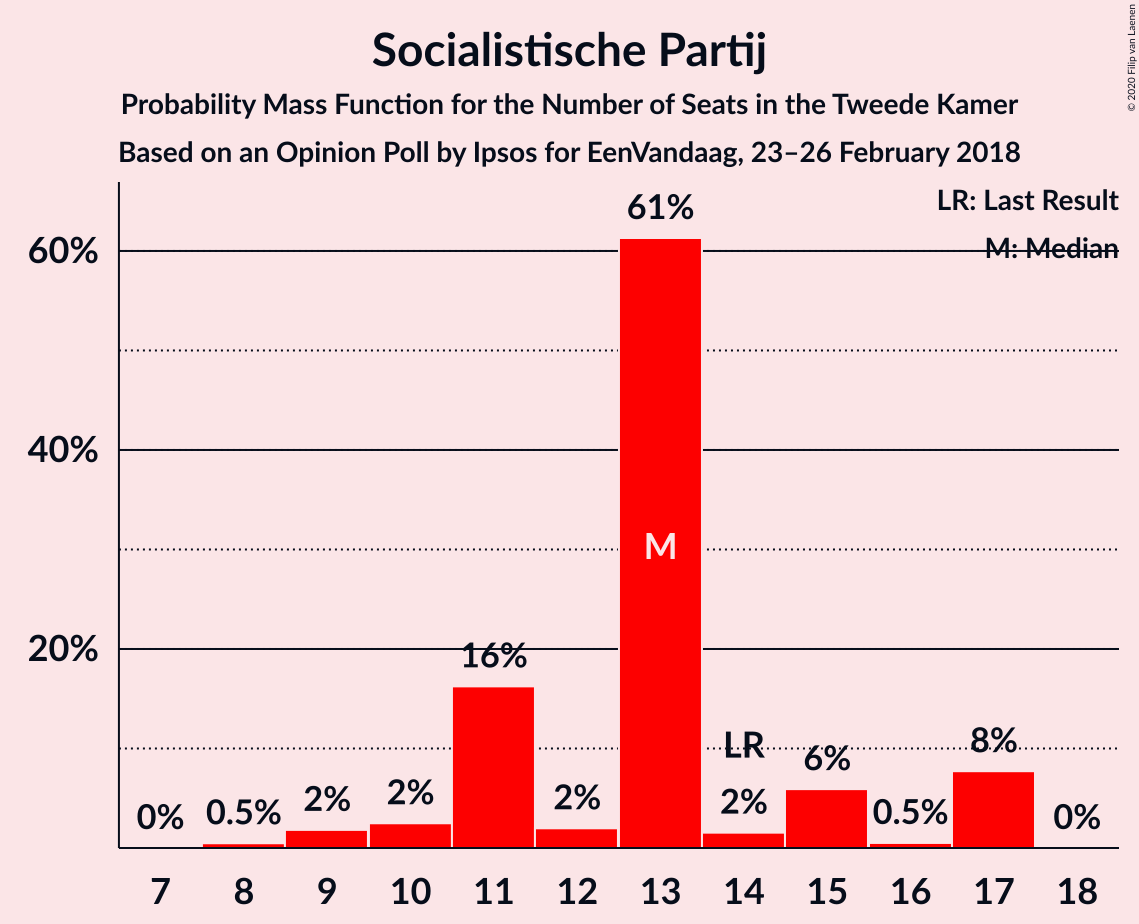 Socialistische Partij
Probability Mass Function for the Number of Seats in the Tweede Kamer
Based on an Opinion Poll by Ipsos for EenVandaag, 23–26 February 2018
© 2020 Filip van Laenen
LR: Last Result
M: Median
60%
40%
20%
0%
0.5%
2%
2%
16%
2%
61%
M
LR
2%
6%
0.5%
8%
0%
7 8 9 10 11 12 13 14 15 16 17 18